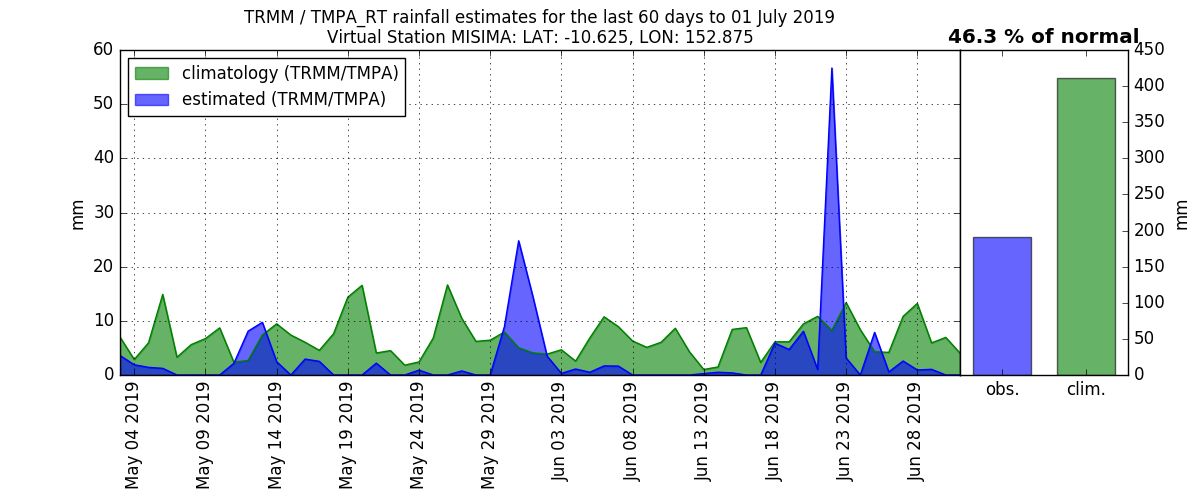 TRMM / TMPA_RT rainfall estimates for the last 60 days to 01 July 2019
Virtual Station MISIMA: LAT: -10.625, LON: 152.875
46.3 % of normal
climatology (TRMM/TMPA)
estimated (TRMM/TMPA)
60
50
40
30
20
10
0
mm
May 04 2019
May 09 2019
May 14 2019
May 19 2019
May 24 2019
May 29 2019
Jun 03 2019
Jun 08 2019
Jun 13 2019
Jun 18 2019
Jun 23 2019
Jun 28 2019
obs.
clim.
450
400
350
300
250
200
150
100
50
0
mm